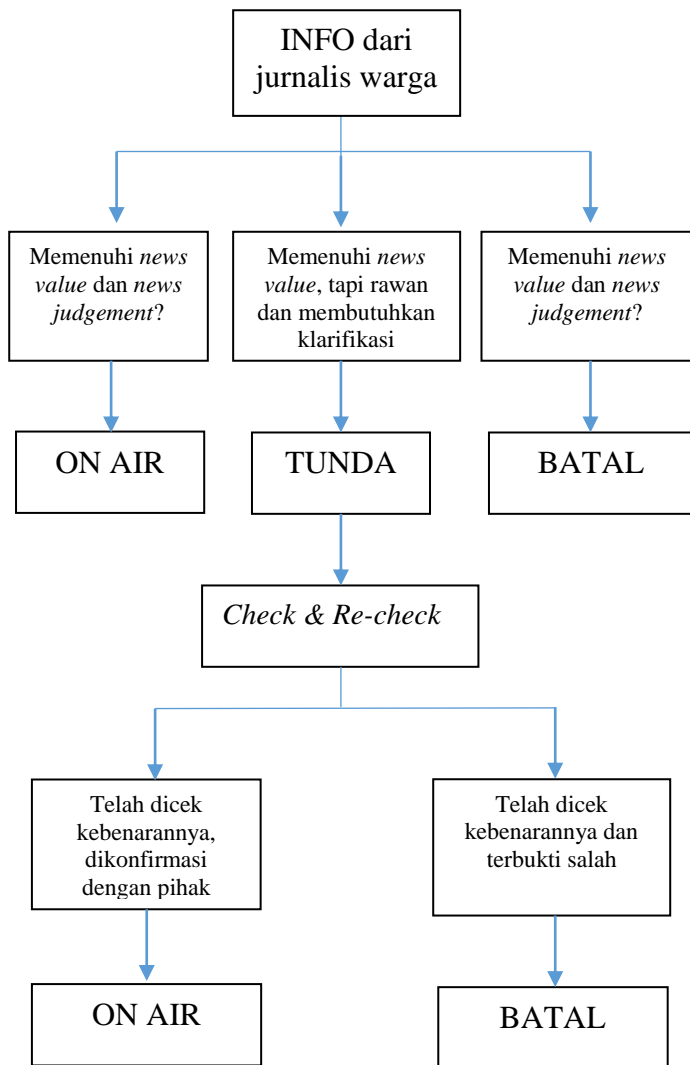 INFO dari
jurnalis warga
Memenuhi news
value dan news
judgement?
Memenuhi news
value, tapi rawan
dan membutuhkan
klarifikasi
Memenuhi news
value dan news
judgement?
ON AIR
TUNDA
BATAL
Check & Re-check
Telah dicek
kebenarannya,
dikonfirmasi
dengan pihak
Telah dicek
kebenarannya dan
terbukti salah
ON AIR
BATAL